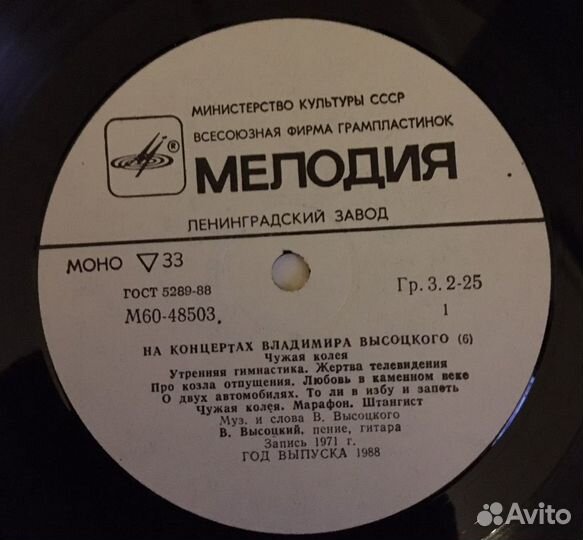 МИНИСТЕРСТВО КУЛЬТУРЫ СССР
ВСЕСОЮЗНАЯ ФИРМА ГРАМПЛАСТИНОК
®
МЕЛОДИЯ
ЛЕНИНГРАДСКИЙ ЗАВОД
МОНО ▽ 33
ГОСТ 5289-88
Гр. 3. 2-25
М60-48503
1
НА КОНЦЕРТАХ ВЛАДИМИРА ВЫСОЦКОГО (6)
Чужая колея
Утренняя гимнастика. Жертва телевидения
Про козла отпущения. Любовь в каменном веке
О двух автомобилях. То ли в избу и запеть
Чужая колея. Марафон. Штангист
Муз. и слова В. Высоцкого
В. Высоцкий, пение, гитара
Запись 1971 г.
ГОД ВЫПУСКА 1988
Avito